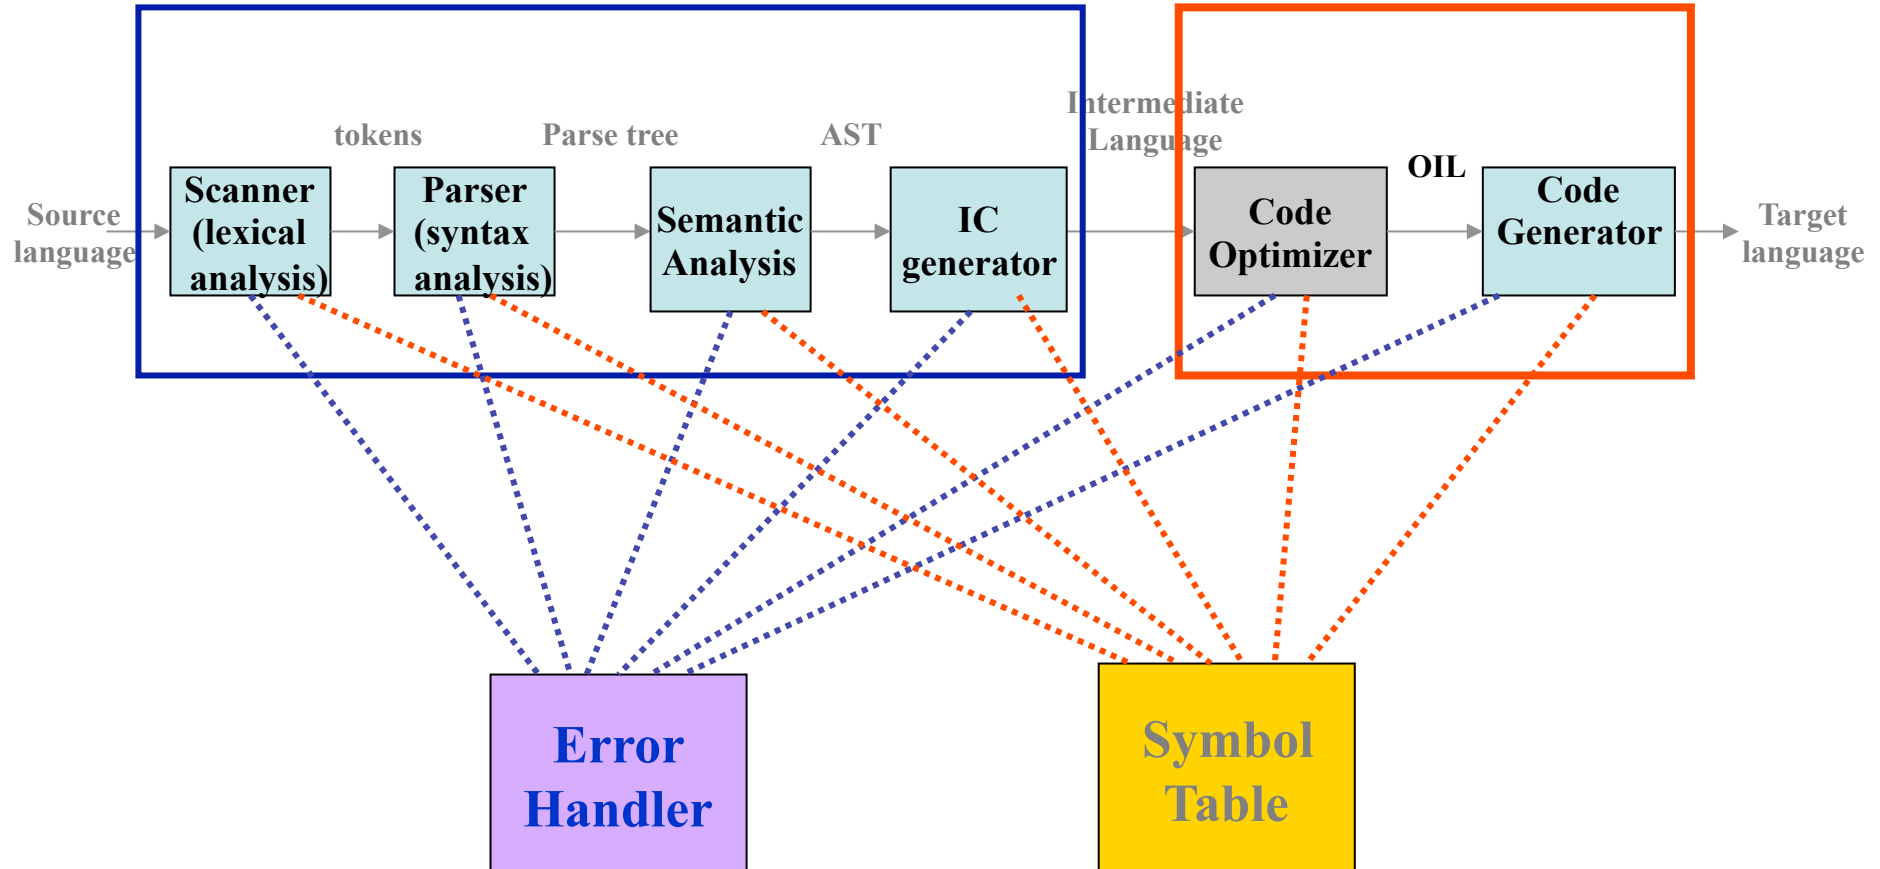 tokens
Parse tree
AST
Intermediate
Language
OIL
Source
language
Scanner
(lexical
analysis)
Parser
(syntax
analysis)
Semantic
Analysis
IC
generator
Code
Optimizer
Code
Generator
Target
language
Error
Handler
Symbol
Table